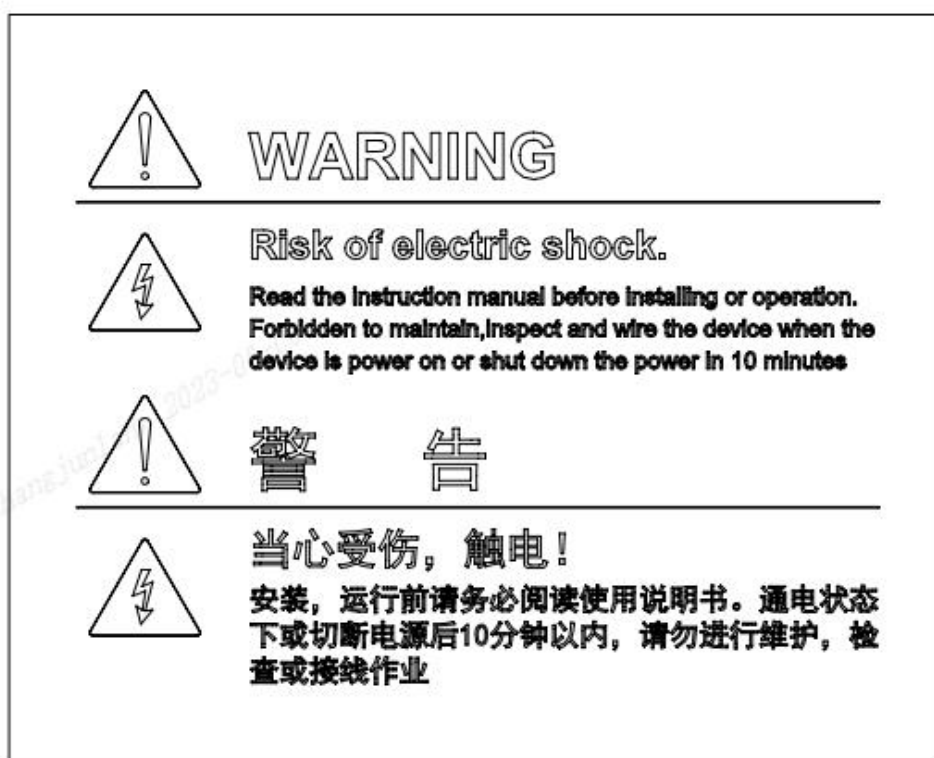 WARNING
Risk of electric shock.
Read the instruction manual before installing or operation.
Forbidden to maintain,inspect and wire the device when the
device is power on or shut down the power in 10 minutes
警 告
当心受伤，触电！
安装，运行前请务必阅读使用说明书。通电状态
下或切断电源后10分钟以内，请勿进行维护，检
查或接线作业